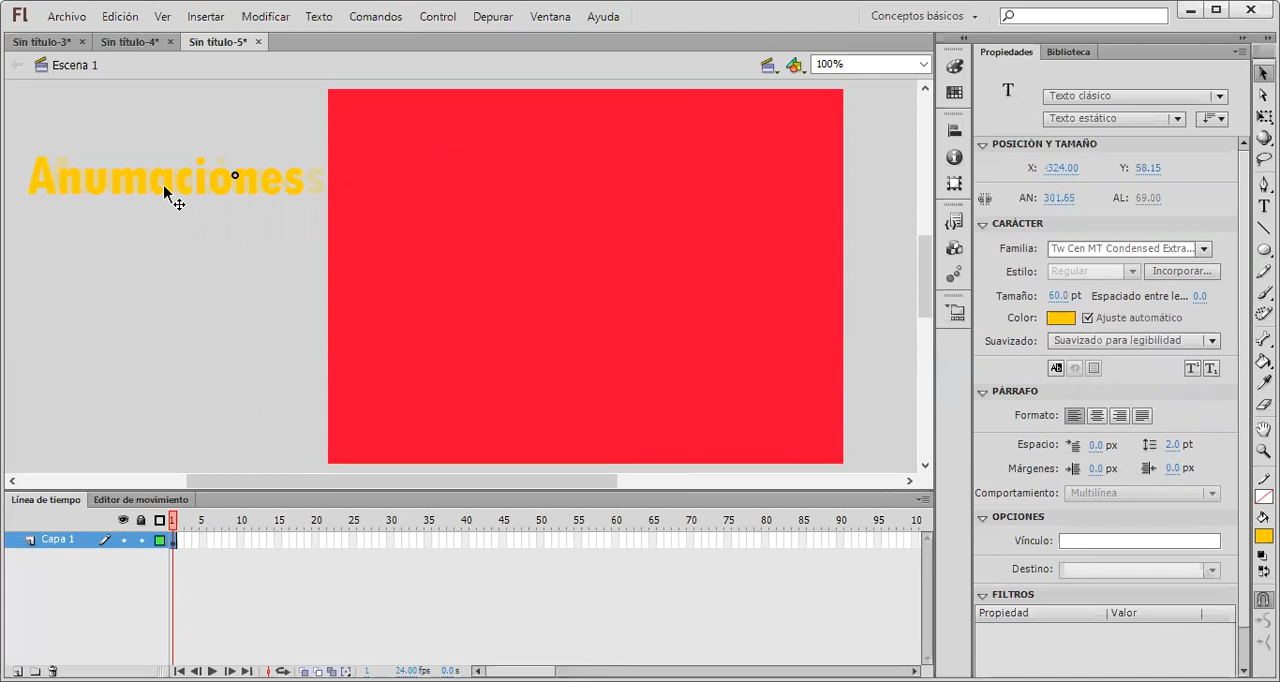 Fl Archivo Edición Ver Insertar Modificar Texto Comandos Control Depurar Ventana Ayuda Conceptos básicos
Sin título-3* × Sin título-4* × Sin título-5* ×
Escena 1 100%
Anumaciones
Propiedades Biblioteca
T Texto clásico
Texto estático
POSICIÓN Y TAMAÑO
X: -324.00 Y: 58.15
AN: 301.65 AL: 69.00
CARÁCTER
Familia: Tw Cen MT Condensed Extra...
Estilo: Regular Incorporar...
Tamaño: 60.0 pt Espaciado entre le... 0.0
Color: Ajuste automático
Suavizado: Suavizado para legibilidad
PÁRRAFO
Formato:
Espacio: 0.0 px 2.0 pt
Márgenes: 0.0 px 0.0 px
Comportamiento: Multilínea
OPCIONES
Vínculo:
Destino:
FILTROS
Propiedad Valor
Línea de tiempo Editor de movimiento
1 5 10 15 20 25 30 35 40 45 50 55 60 65 70 75 80 85 90 95 10
Capa 1
1 24.00 fps 0.0 s